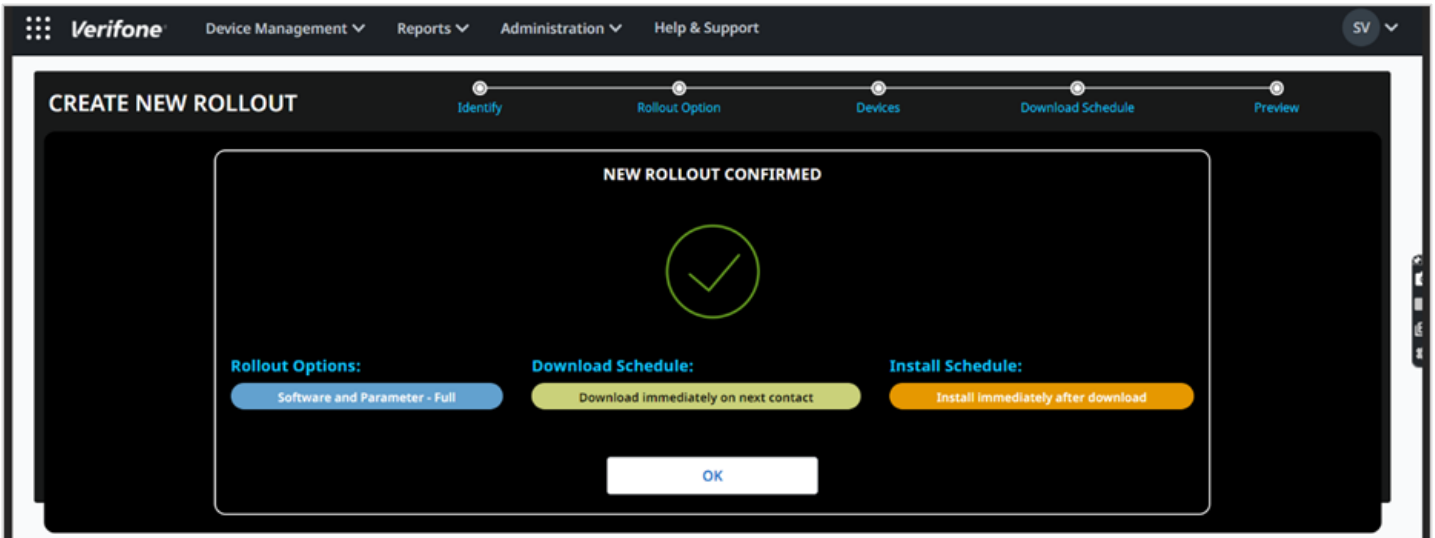 Verifone Device Management Reports Administration Help & Support SV
CREATE NEW ROLLOUT
Identify Rollout Option Devices Download Schedule Preview
NEW ROLLOUT CONFIRMED
Rollout Options: Download Schedule: Install Schedule:
Software and Parameter - Full Download immediately on next contact Install immediately after download
OK